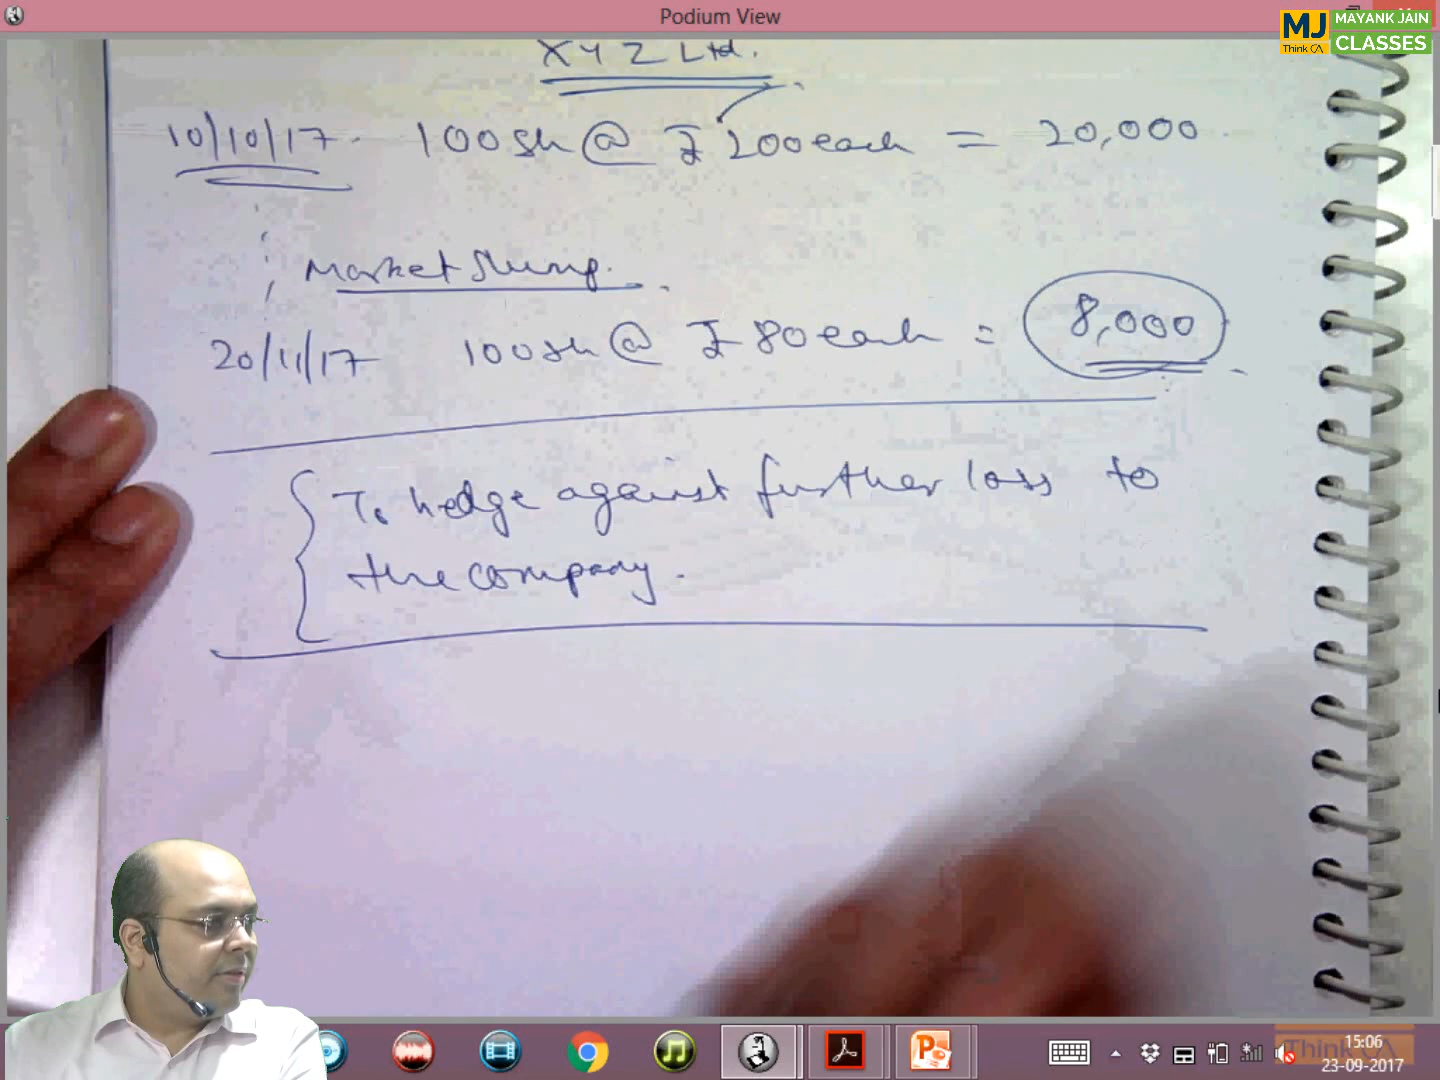 Podium View
MJ
Think CA
MAYANK JAIN
CLASSES
XYZ Ltd.
10/10/17. 100 sh @ ₹ 200 each = 20,000.
Market Slump.
20/11/17 100 sh @ ₹ 80 each = 8,000
To hedge against further loss to
the company.
Think CA
15:06
23-09-2017